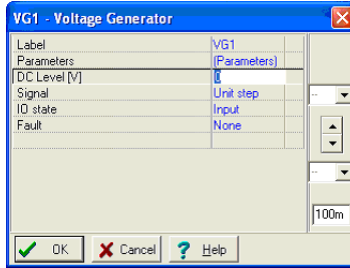 VG1 - Voltage Generator
Label VG1
Parameters (Parameters)
DC Level [V] 0
Signal Unit step
IO state Input
Fault None
--
--
100m
OK Cancel ? Help